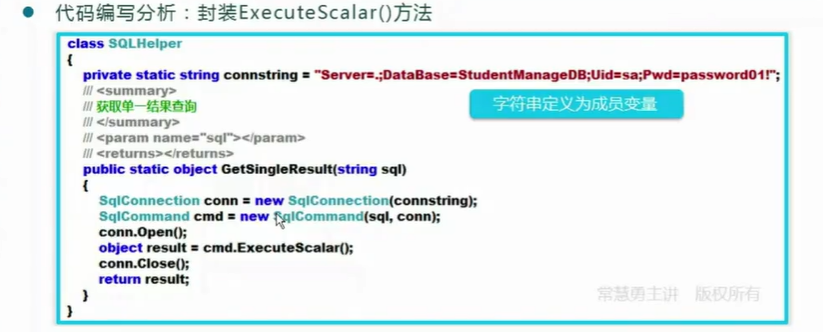 代码编写分析：封装ExecuteScalar()方法
class SQLHelper
{
private static string connstring = "Server=.;DataBase=StudentManageDB;Uid=sa;Pwd=password01!";
/// <summary>
/// 获取单一结果查询
字符串定义为成员变量
/// </summary>
/// <param name="sql"></param>
/// <returns></returns>
public static object GetSingleResult(string sql)
{
SqlConnection conn = new SqlConnection(connstring);
SqlCommand cmd = new SqlCommand(sql, conn);
conn.Open();
object result = cmd.ExecuteScalar();
conn.Close();
return result;
}
}
常慧勇主讲 版权所有